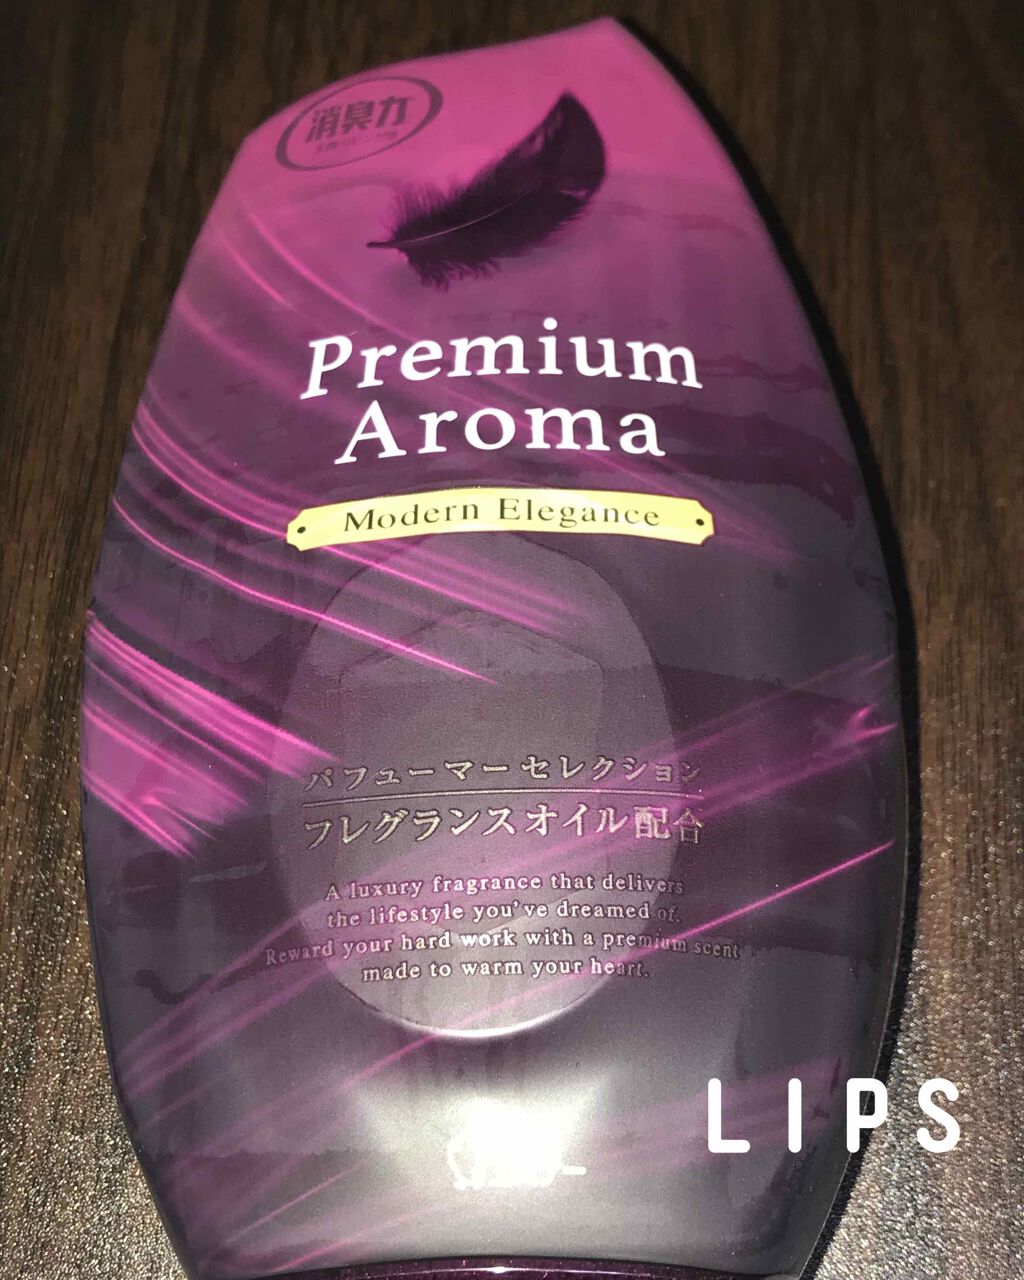 消臭力
Premium
Aroma
Modern Elegance
パフューマーセレクション
フレグランスオイル配合
A luxury fragrance that delivers
the lifestyle you've dreamed of.
Reward your hard work with a premium scent
made to warm your heart.
LIPS